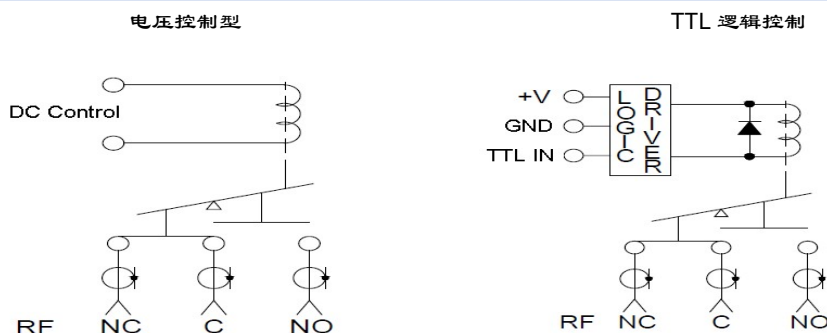 电压控制型
DC Control
RF NC C NO
TTL 逻辑控制
+V
GND
TTL IN
LOGIC
DRIVER
RF NC C NO